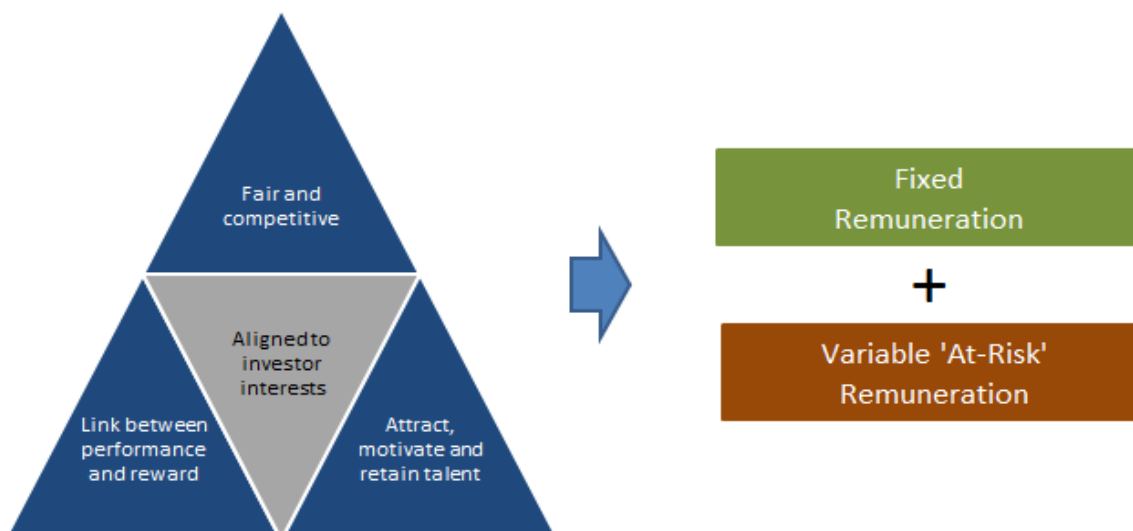 Fair and
competitive
Aligned to
investor
interests
Link between
performance
and reward
Attract,
motivate and
retain talent
Fixed
Remuneration
+
Variable 'At-Risk'
Remuneration